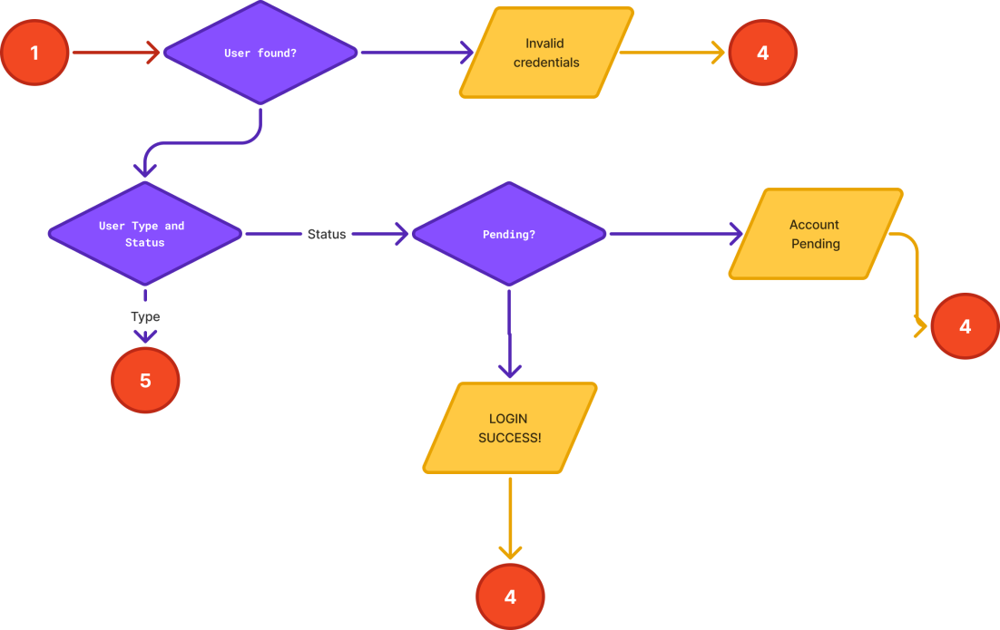 1
User found?
Invalid
credentials
4
User Type and
Status
Status
Pending?
Account
Pending
Type
4
5
LOGIN
SUCCESS!
4